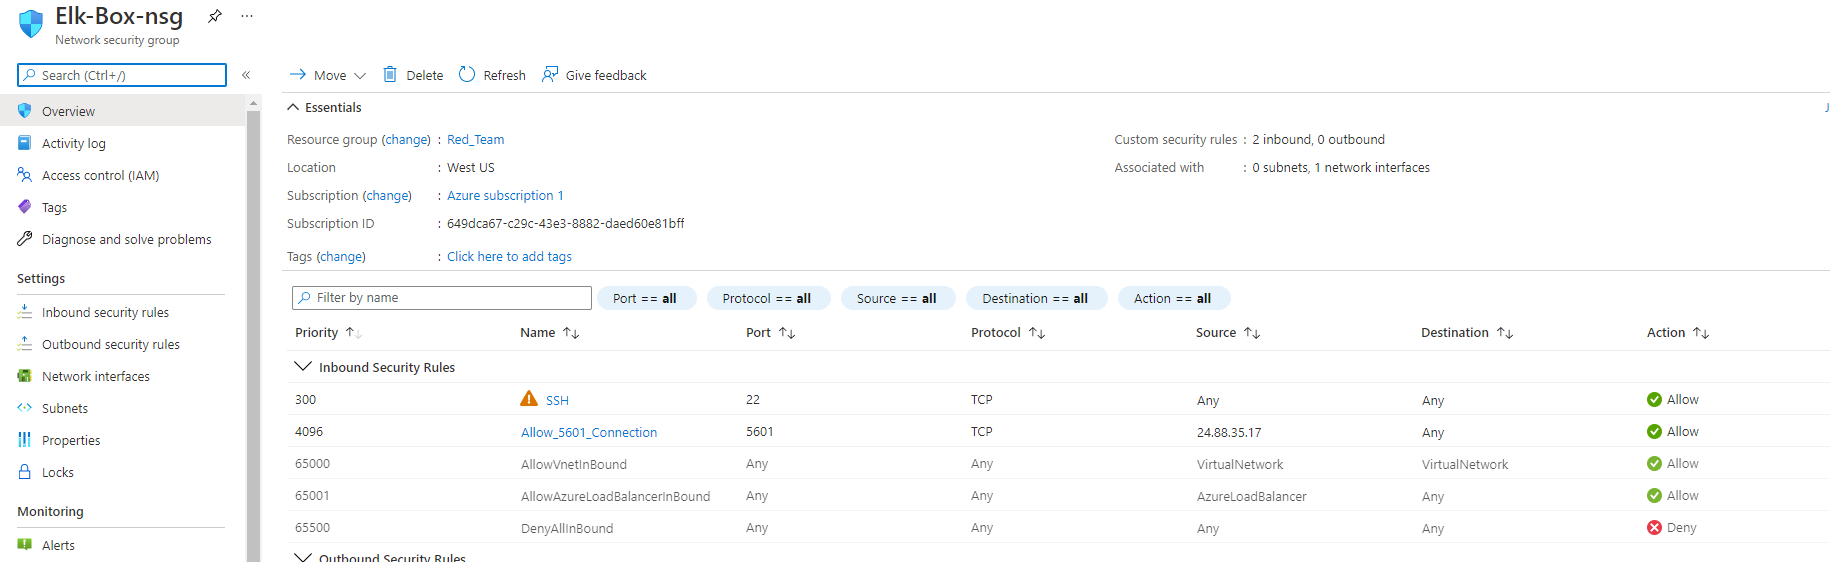 Elk-Box-nsg ...
Network security group
Search (Ctrl+/) «
Overview
Activity log
Access control (IAM)
Tags
Diagnose and solve problems
Settings
Inbound security rules
Outbound security rules
Network interfaces
Subnets
Properties
Locks
Monitoring
Alerts
Move Delete Refresh Give feedback
Essentials J
Resource group (change) : Red_Team Custom security rules : 2 inbound, 0 outbound
Location : West US Associated with : 0 subnets, 1 network interfaces
Subscription (change) : Azure subscription 1
Subscription ID : 649dca67-c29c-43e3-8882-daed60e81bff
Tags (change) : Click here to add tags
Filter by name Port == all Protocol == all Source == all Destination == all Action == all
Priority Name Port Protocol Source Destination Action
Inbound Security Rules
300 SSH 22 TCP Any Any Allow
4096 Allow_5601_Connection 5601 TCP 24.88.35.17 Any Allow
65000 AllowVnetInBound Any Any VirtualNetwork VirtualNetwork Allow
65001 AllowAzureLoadBalancerInBound Any Any AzureLoadBalancer Any Allow
65500 DenyAllInBound Any Any Any Any Deny
Outbound Security Rules